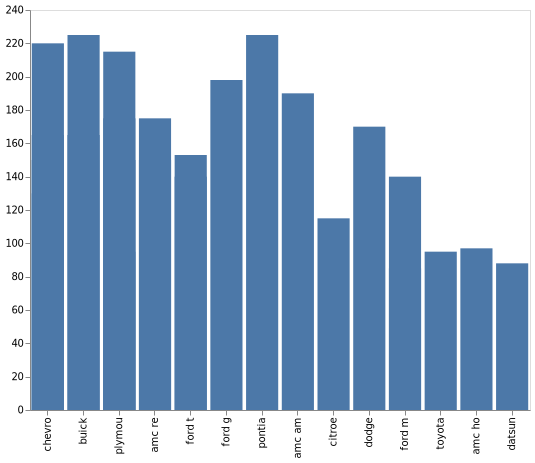 240
220
200
180
160
140
120
100
80
60
40
20
0
chevro
buick
plymou
amc re
ford t
ford g
pontia
amc am
citroe
dodge
ford m
toyota
amc ho
datsun